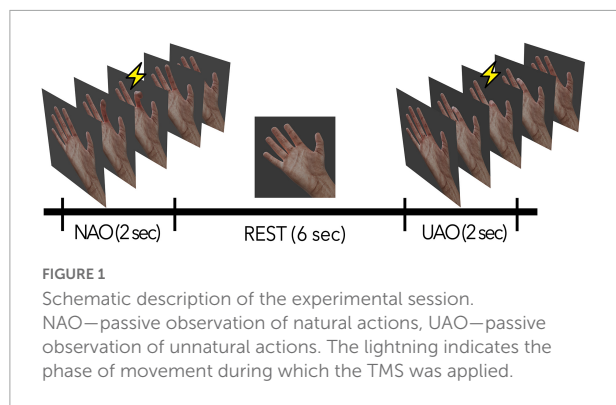 NAO(2 sec) REST (6 sec) UAO(2 sec)
FIGURE 1
Schematic description of the experimental session.
NAO—passive observation of natural actions, UAO—passive
observation of unnatural actions. The lightning indicates the
phase of movement during which the TMS was applied.